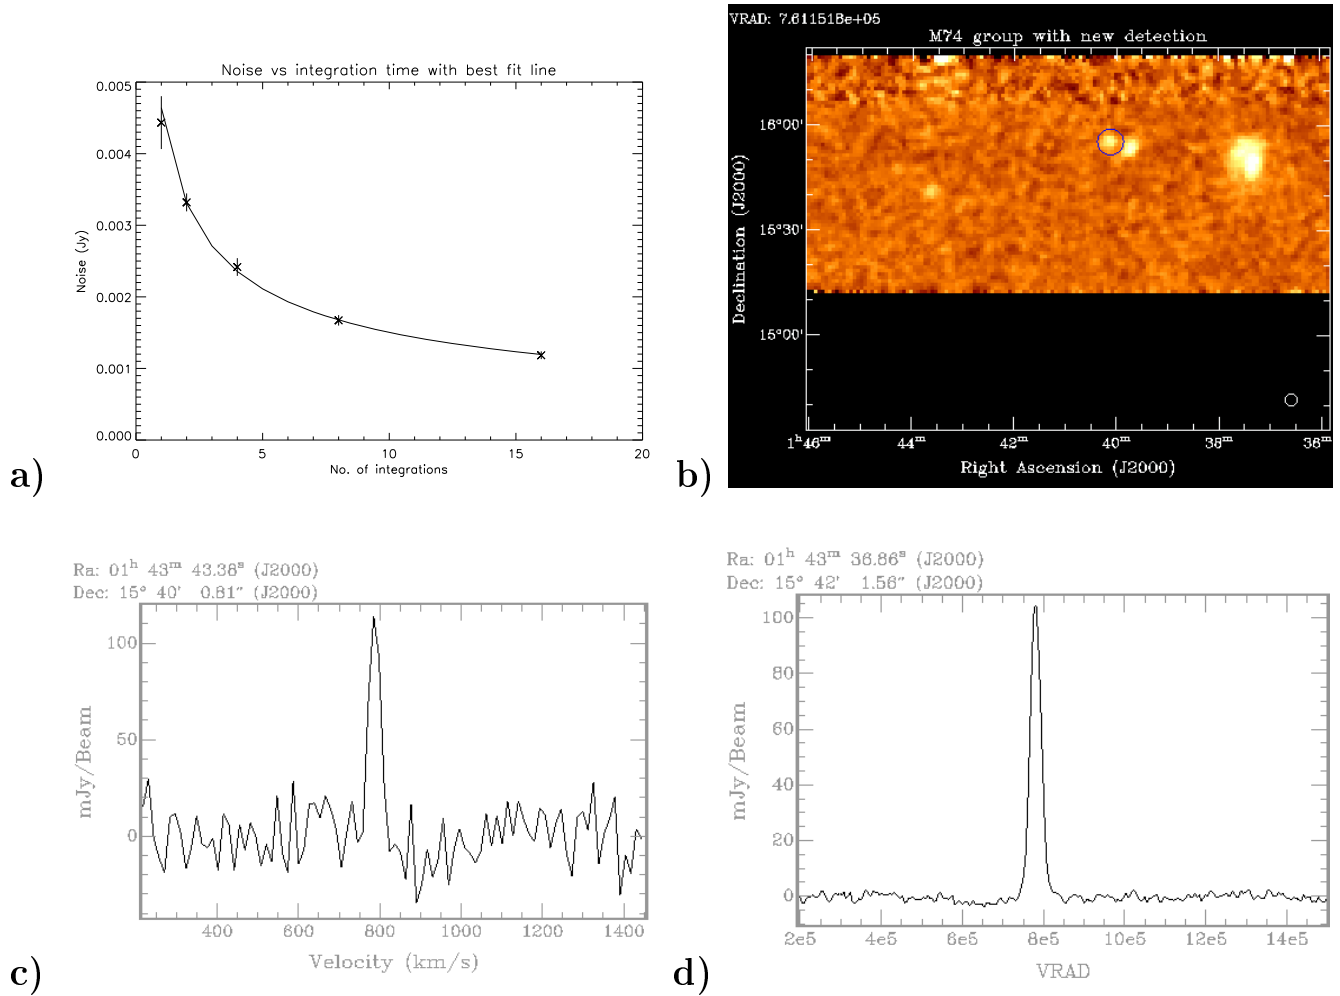 Noise vs integration time with best fit line
0.005
0.004
0.003
0.002
0.001
0.000
Noise (Jy)
0 5 10 15 20
No. of integrations
a)
VRAD: 7.611518e+05
M74 group with new detection
16°00'
15°30'
15°00'
Declination (J2000)
1ʰ46ᵐ 44ᵐ 42ᵐ 40ᵐ 38ᵐ 36ᵐ
Right Ascension (J2000)
b)
Ra: 01ʰ 43ᵐ 43.38ˢ (J2000)
Dec: 15° 40' 0.81" (J2000)
100
50
0
mJy/Beam
400 600 800 1000 1200 1400
Velocity (km/s)
c)
Ra: 01ʰ 43ᵐ 36.86ˢ (J2000)
Dec: 15° 42' 1.56" (J2000)
100
80
60
40
20
0
mJy/Beam
2e5 4e5 6e5 8e5 10e5 12e5 14e5
VRAD
d)